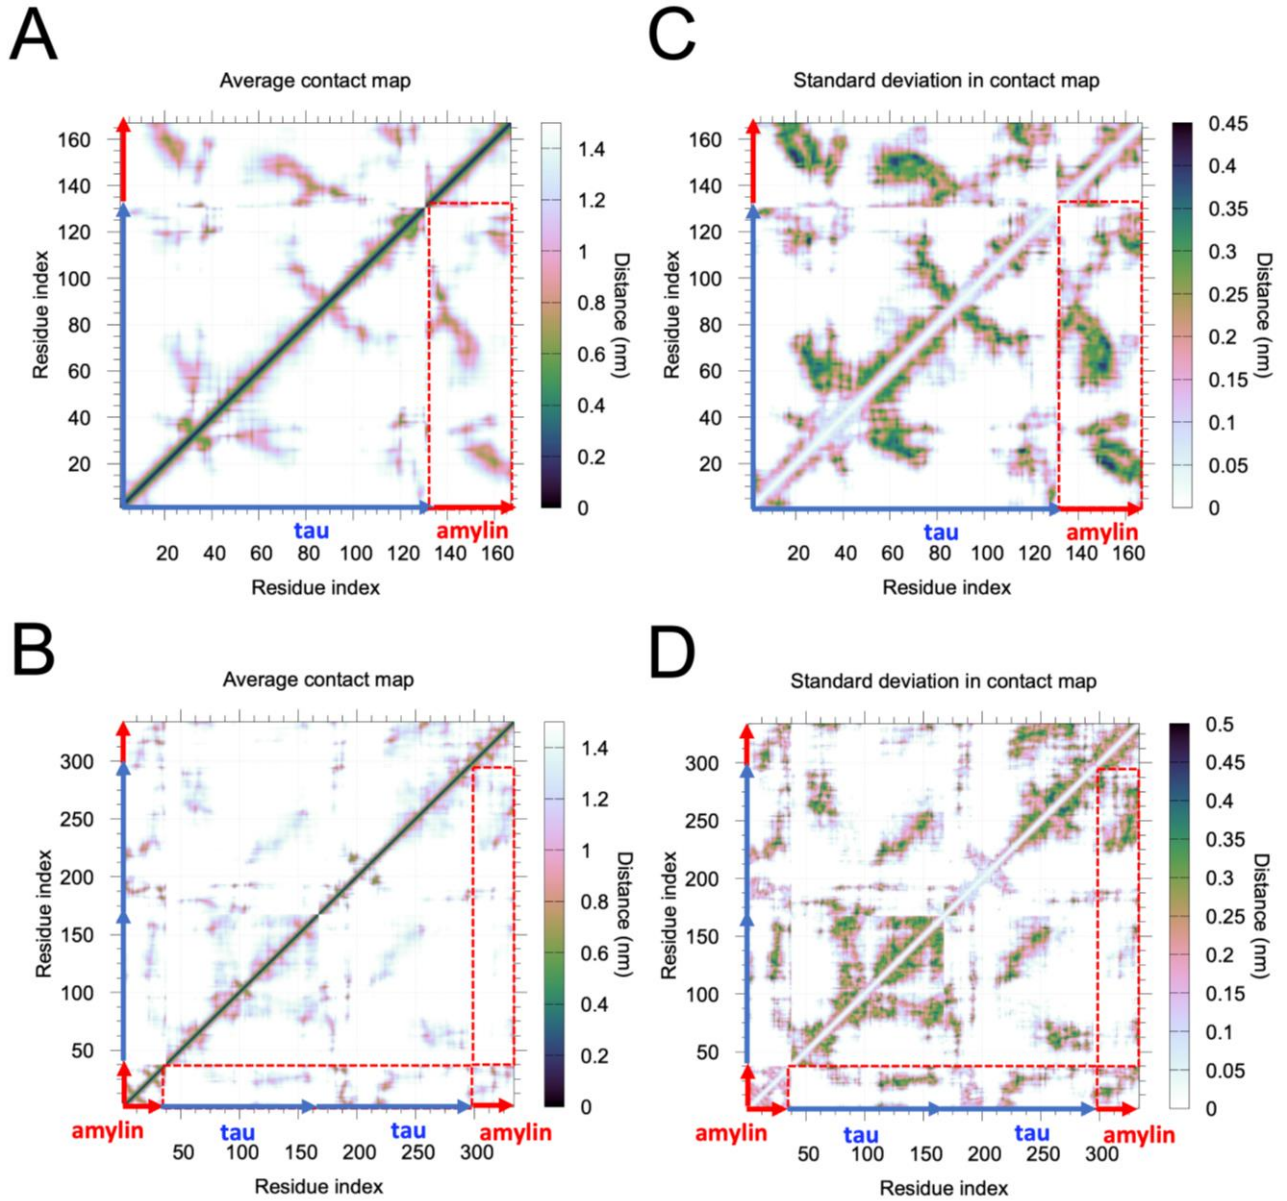 A
Average contact map
160
140
120
100
80
60
40
20
Residue index
tau
amylin
20 40 60 80 100 120 140 160
Residue index
1.4
1.2
1
0.8
0.6
0.4
0.2
0
Distance (nm)
C
Standard deviation in contact map
160
140
120
100
80
60
40
20
Residue index
tau
amylin
20 40 60 80 100 120 140 160
Residue index
0.45
0.4
0.35
0.3
0.25
0.2
0.15
0.1
0.05
0
Distance (nm)
B
Average contact map
300
250
200
150
100
50
Residue index
amylin
tau
tau
amylin
50 100 150 200 250 300
Residue index
1.4
1.2
1
0.8
0.6
0.4
0.2
0
Distance (nm)
D
Standard deviation in contact map
300
250
200
150
100
50
Residue index
amylin
tau
tau
amylin
50 100 150 200 250 300
Residue index
0.5
0.45
0.4
0.35
0.3
0.25
0.2
0.15
0.1
0.05
0
Distance (nm)